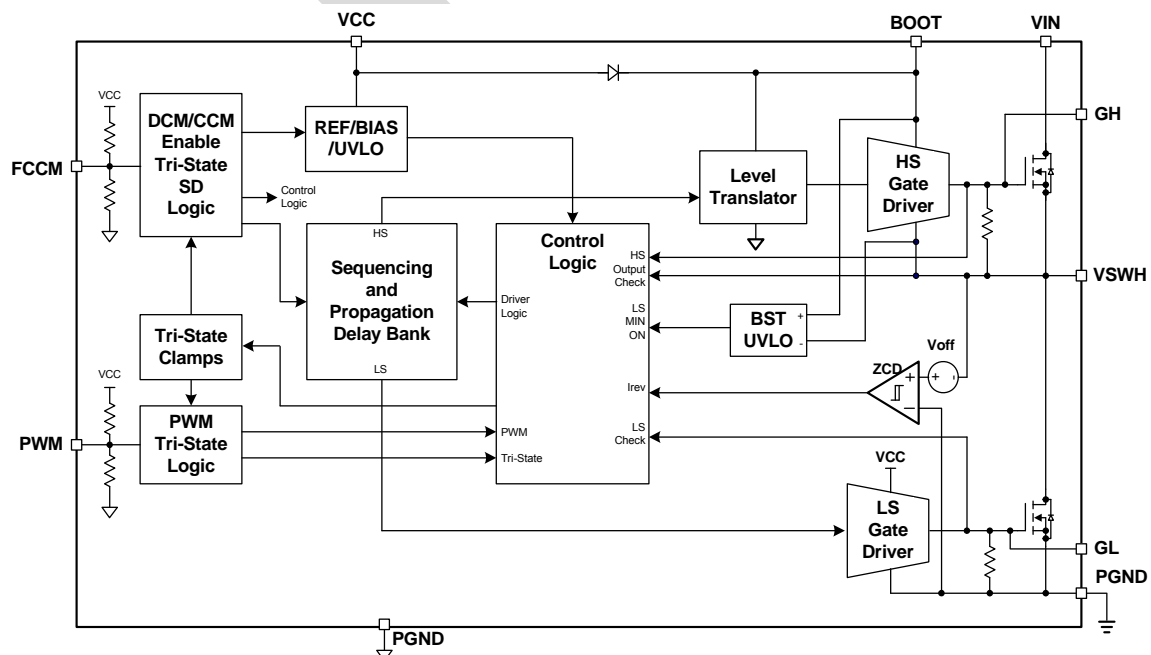 VCC
BOOT
VIN
VCC
DCM/CCM
Enable
Tri-State
SD
Logic
REF/BIAS
/UVLO
GH
FCCM
Control
Logic
Level
Translator
HS
Gate
Driver
HS
Sequencing
and
Propagation
Delay Bank
LS
Control
Logic
HS
Output
Check
VSWH
Driver
Logic
LS
MIN
ON
BST
UVLO
+
-
Tri-State
Clamps
Voff
ZCD
+
-
+
Irev
VCC
PWM
PWM
Tri-State
Logic
PWM
Tri-State
LS
Check
VCC
LS
Gate
Driver
GL
PGND
PGND